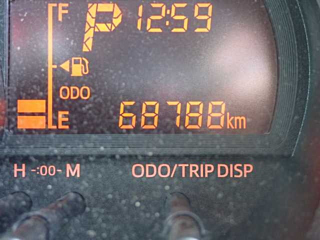 F P 12:59
ODO
E 68788 km
H -:00- M ODO/TRIP DISP